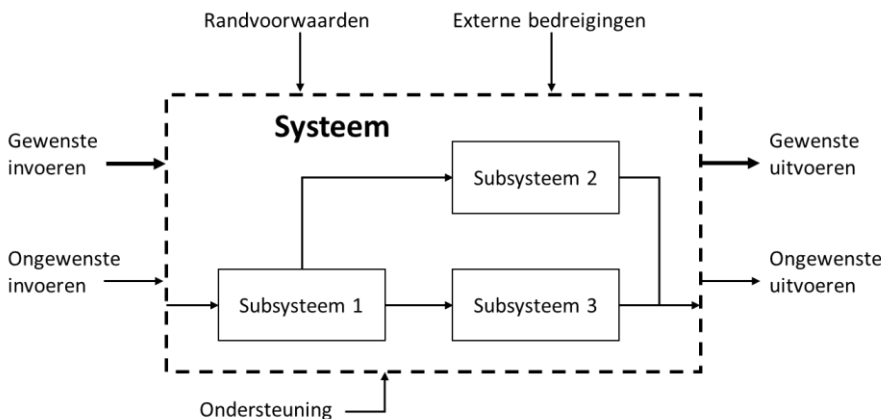 Randvoorwaarden
Externe bedreigingen
Systeem
Gewenste
invoeren
Gewenste
uitvoeren
Subsysteem 2
Ongewenste
invoeren
Ongewenste
uitvoeren
Subsysteem 1
Subsysteem 3
Ondersteuning